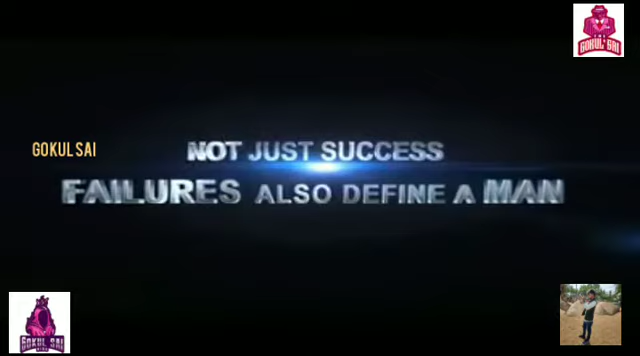 GOKUL SAI
GOKUL SAI
NOT JUST SUCCESS
FAILURES ALSO DEFINE A MAN
GOKUL SAI